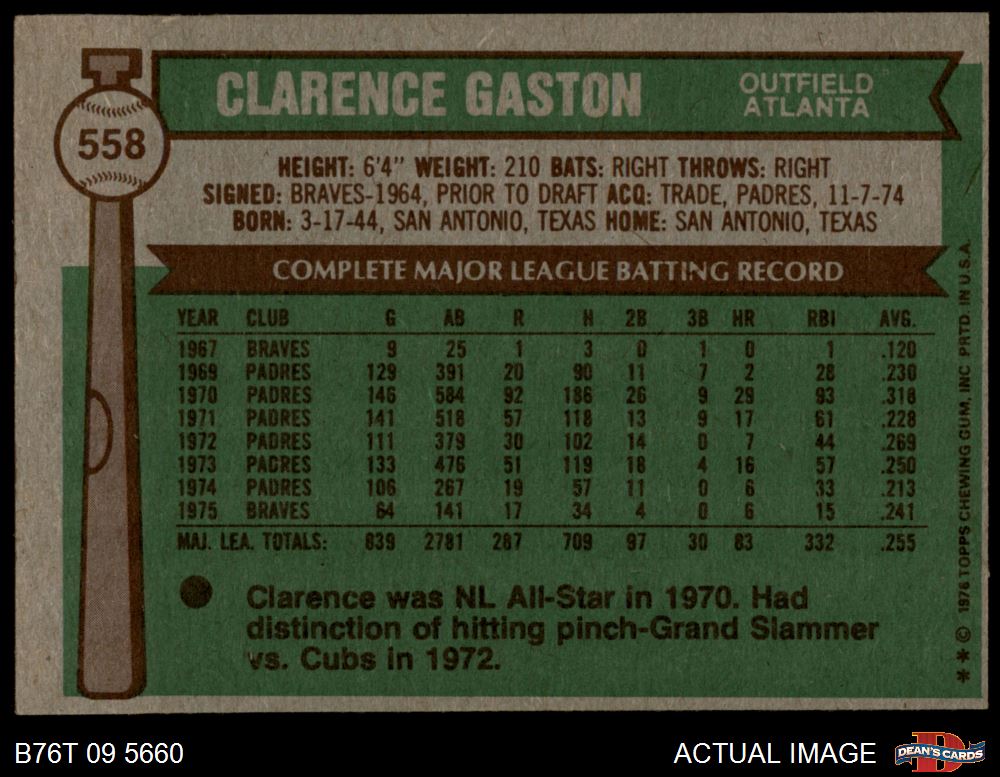 558
CLARENCE GASTON
OUTFIELD
ATLANTA
HEIGHT: 6'4" WEIGHT: 210 BATS: RIGHT THROWS: RIGHT
SIGNED: BRAVES-1964, PRIOR TO DRAFT ACQ: TRADE, PADRES, 11-7-74
BORN: 3-17-44, SAN ANTONIO, TEXAS HOME: SAN ANTONIO, TEXAS
COMPLETE MAJOR LEAGUE BATTING RECORD
YEAR CLUB G AB R H 2B 3B HR RBI AVG.
1967 BRAVES 9 25 1 3 0 1 0 1 .120
1969 PADRES 129 391 20 90 11 7 2 28 .230
1970 PADRES 146 584 92 186 26 9 29 93 .318
1971 PADRES 141 518 57 118 13 9 17 61 .228
1972 PADRES 111 379 30 102 14 0 7 44 .269
1973 PADRES 133 476 51 119 18 4 16 57 .250
1974 PADRES 106 267 19 57 11 0 6 33 .213
1975 BRAVES 64 141 17 34 4 0 6 15 .241
MAJ. LEA. TOTALS: 839 2781 287 709 97 30 83 332 .255
Clarence was NL All-Star in 1970. Had
distinction of hitting pinch-Grand Slammer
vs. Cubs in 1972.
* * © 1976 TOPPS CHEWING GUM, INC PRTD. IN U.S.A.
B76T 09 5660
ACTUAL IMAGE
DEAN'S CARDS